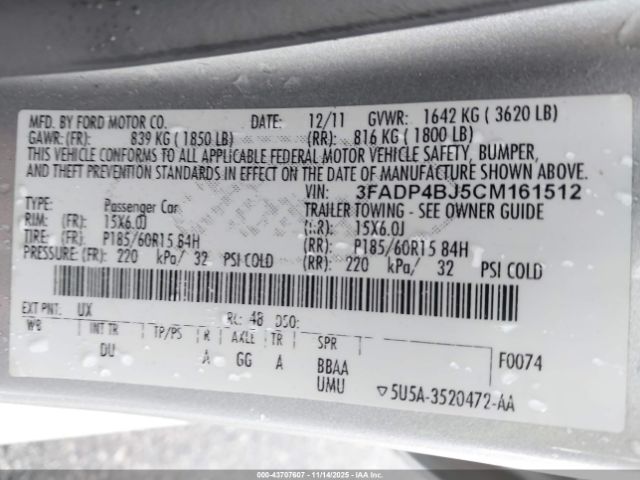 MFD. BY FORD MOTOR CO. DATE: 12/11 GVWR: 1642 KG ( 3620 LB)
GAWR: (FR): 839 KG ( 1850 LB) (RR): 816 KG ( 1800 LB)
THIS VEHICLE CONFORMS TO ALL APPLICABLE FEDERAL MOTOR VEHICLE SAFETY, BUMPER,
AND THEFT PREVENTION STANDARDS IN EFFECT ON THE DATE OF MANUFACTURE SHOWN ABOVE.
VIN: 3FADP4BJ5CM161512
TYPE: Passenger Car TRAILER TOWING - SEE OWNER GUIDE
RIM: (FR): 15X6.0J (RR): 15X6.0J
TIRE: (FR): P185/60R15 84H (RR): P185/60R15 84H
PRESSURE: (FR): 220 kPa/ 32 PSI COLD (RR): 220 kPa/ 32 PSI COLD
EXT PNT: UX RC: 48 DSO:
WB INT TR TP/PS R AXLE TR SPR F0074
DU A GG A BBAA
UMU ▽5U5A-3520472-AA
000-43707607 - 11/14/2025 - IAAI.com